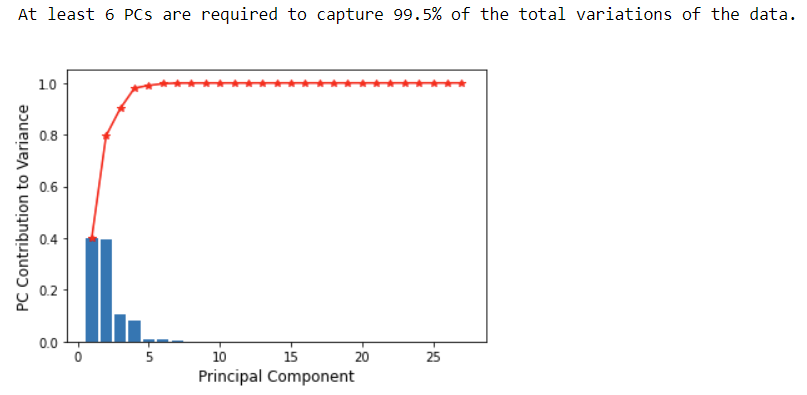 At least 6 PCs are required to capture 99.5% of the total variations of the data.
PC Contribution to Variance
1.0
0.8
0.6
0.4
0.2
0.0
0 5 10 15 20 25
Principal Component